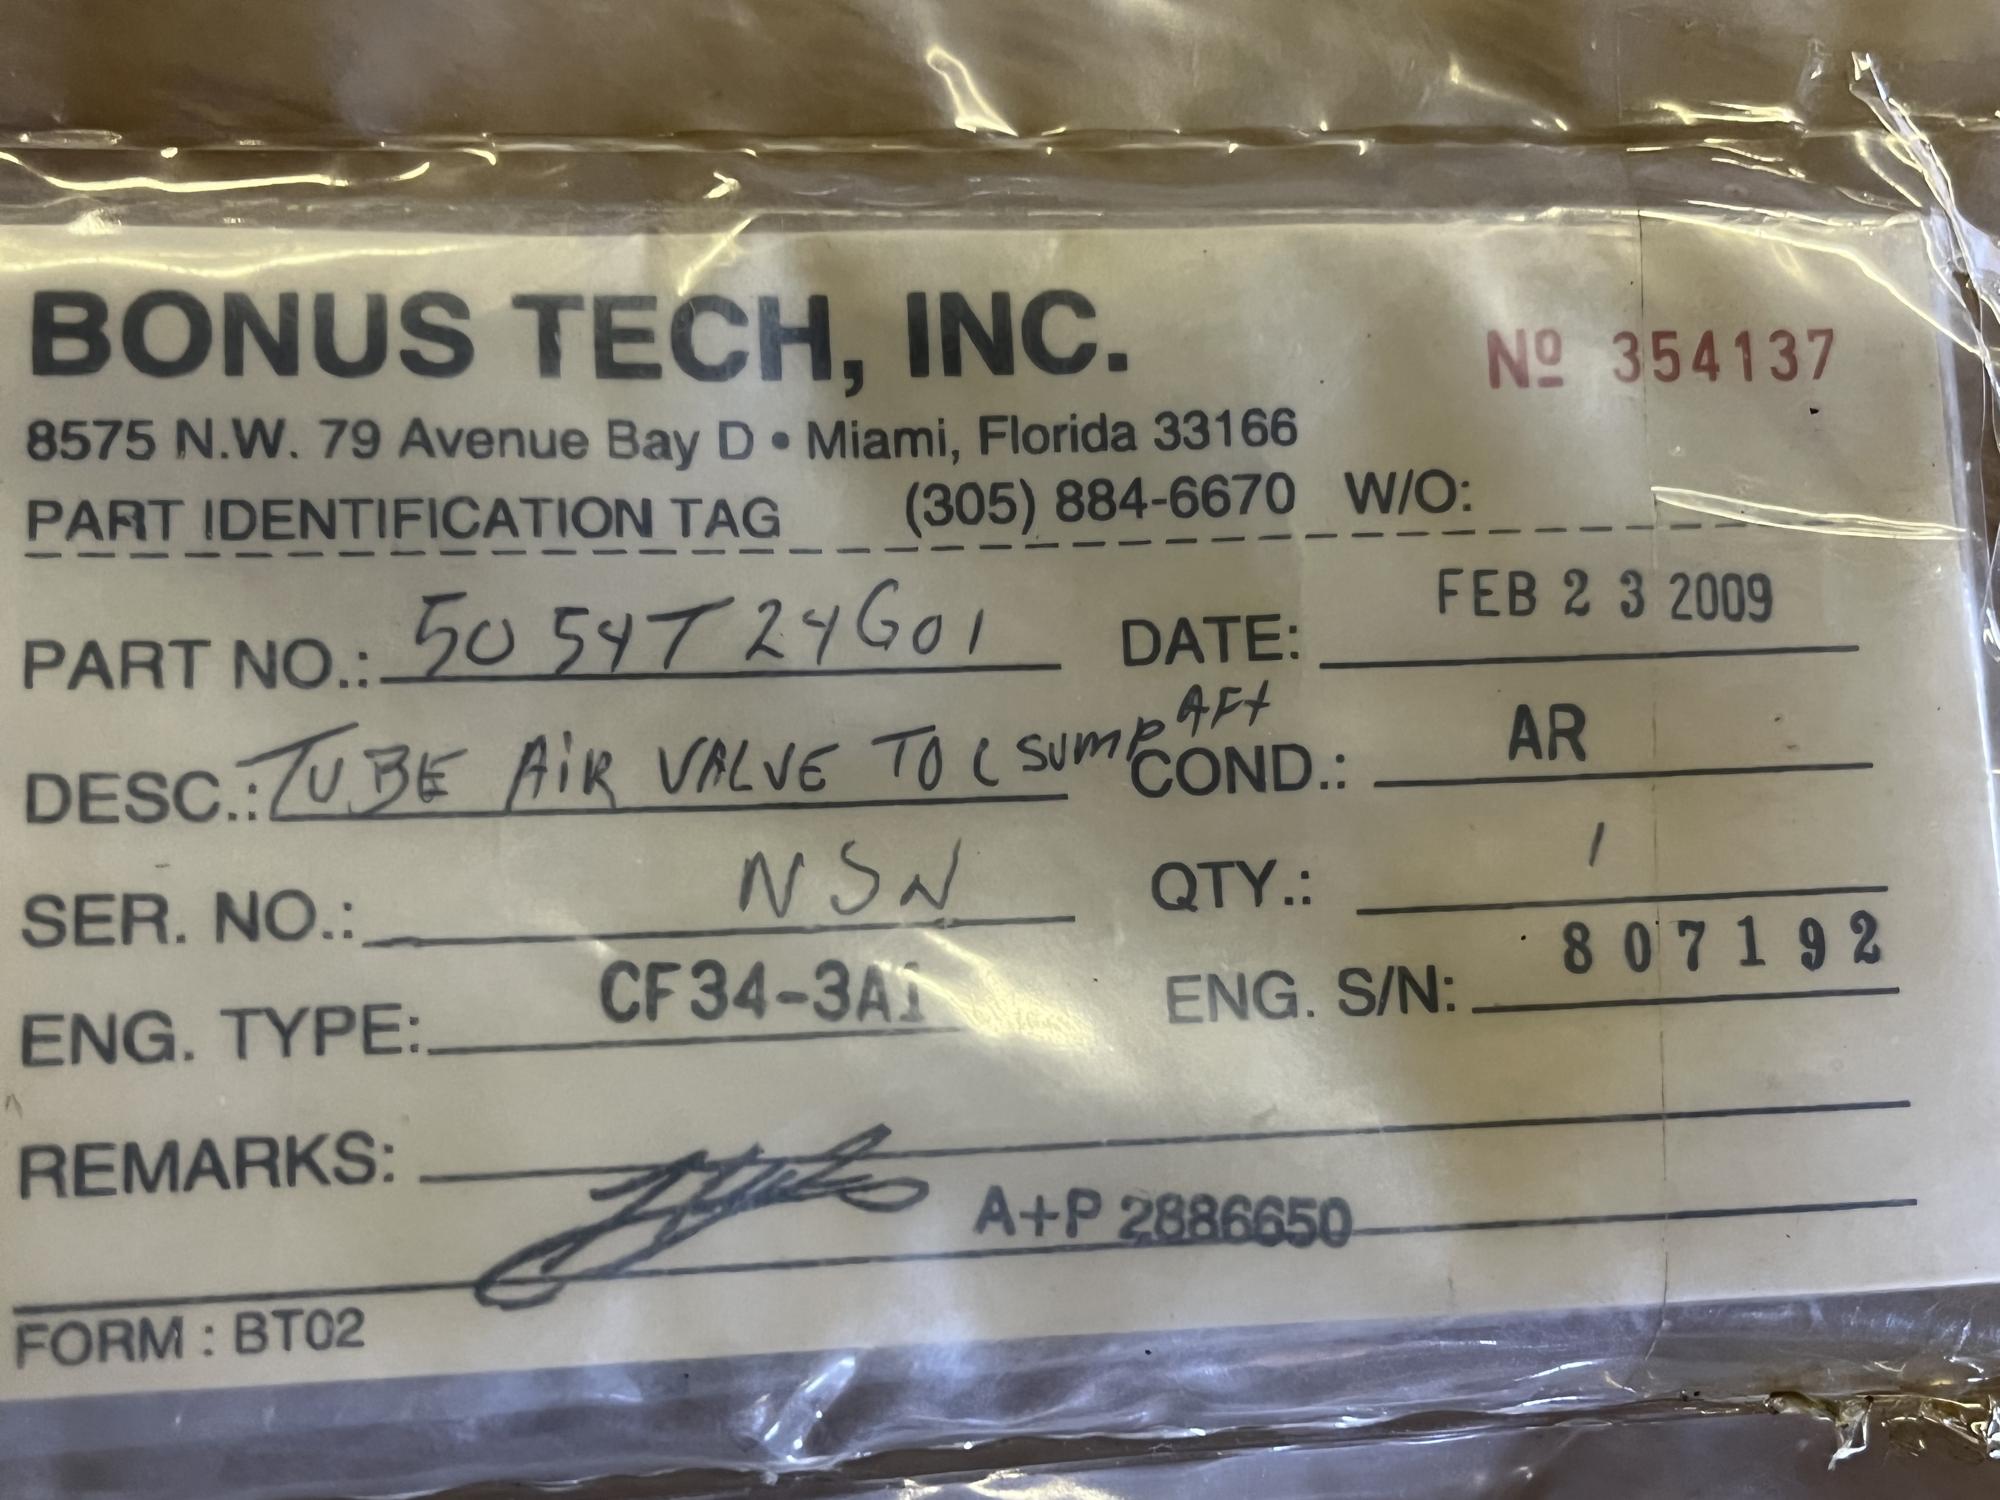 BONUS TECH, INC.
Nº 354137
8575 N.W. 79 Avenue Bay D • Miami, Florida 33166
PART IDENTIFICATION TAG (305) 884-6670 W/O:
PART NO.: 5054T24G01 DATE: FEB 23 2009
DESC.: TUBE AIR VALVE TO C SUMP AFt COND.: AR
SER. NO.: NSN QTY.: 1
ENG. TYPE: CF34-3A1 ENG. S/N: 807192
REMARKS:
A+P 2886650
FORM : BT02